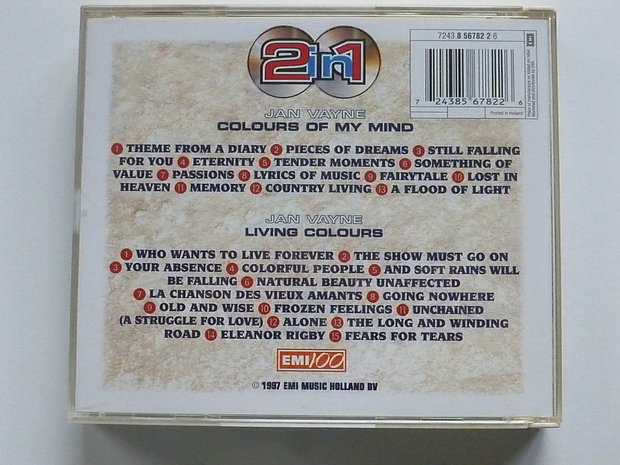 7243 8 56782 2 6
2in1
7 24385 67822 6
Printed in Holland
JAN VAYNE
COLOURS OF MY MIND
1 THEME FROM A DIARY 2 PIECES OF DREAMS 3 STILL FALLING
FOR YOU 4 ETERNITY 5 TENDER MOMENTS 6 SOMETHING OF
VALUE 7 PASSIONS 8 LYRICS OF MUSIC 9 FAIRYTALE 10 LOST IN
HEAVEN 11 MEMORY 12 COUNTRY LIVING 13 A FLOOD OF LIGHT
JAN VAYNE
LIVING COLOURS
1 WHO WANTS TO LIVE FOREVER 2 THE SHOW MUST GO ON
3 YOUR ABSENCE 4 COLORFUL PEOPLE 5 AND SOFT RAINS WILL
BE FALLING 6 NATURAL BEAUTY UNAFFECTED
7 LA CHANSON DES VIEUX AMANTS 8 GOING NOWHERE
9 OLD AND WISE 10 FROZEN FEELINGS 11 UNCHAINED
(A STRUGGLE FOR LOVE) 12 ALONE 13 THE LONG AND WINDING
ROAD 14 ELEANOR RIGBY 15 FEARS FOR TEARS
EMI100
© 1997 EMI MUSIC HOLLAND BV